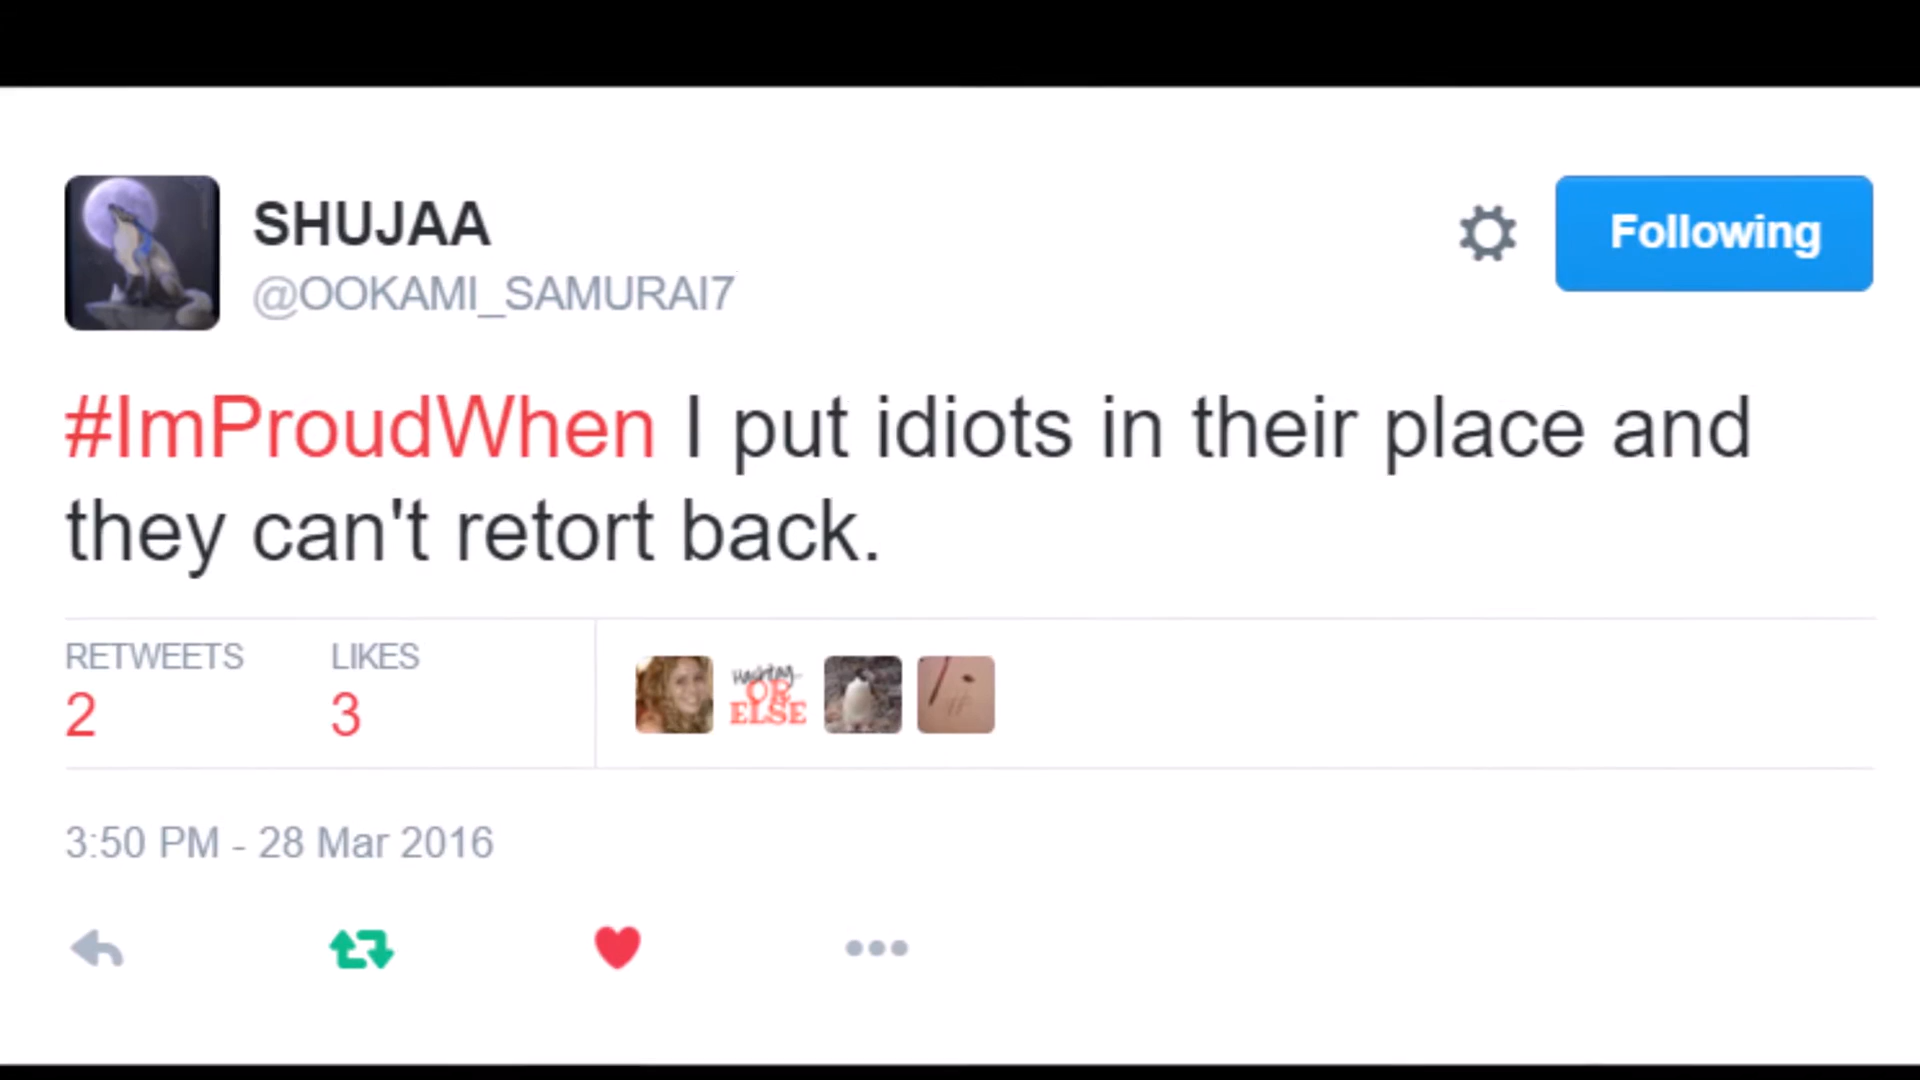 SHUJAA
@OOKAMI_SAMURAI7
Following
#ImProudWhen I put idiots in their place and
they can't retort back.
RETWEETS LIKES
2 3
Hashtag
OR
ELSE
3:50 PM - 28 Mar 2016